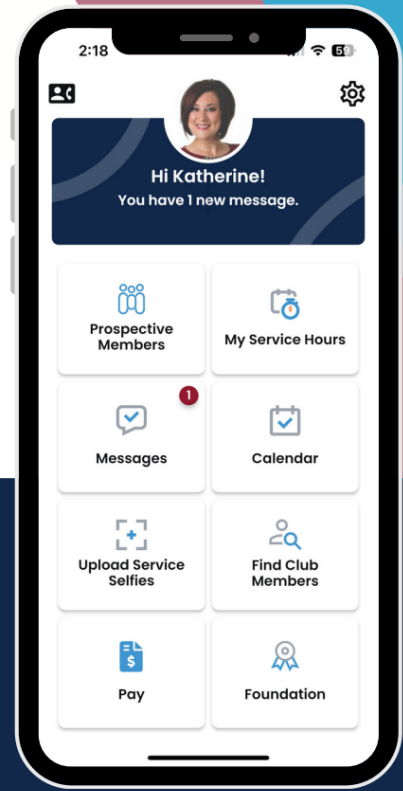 2:18
59
Hi Katherine!
You have 1 new message.
Prospective
Members
My Service Hours
1
Messages
Calendar
Upload Service
Selfies
Find Club
Members
$
Pay
Foundation